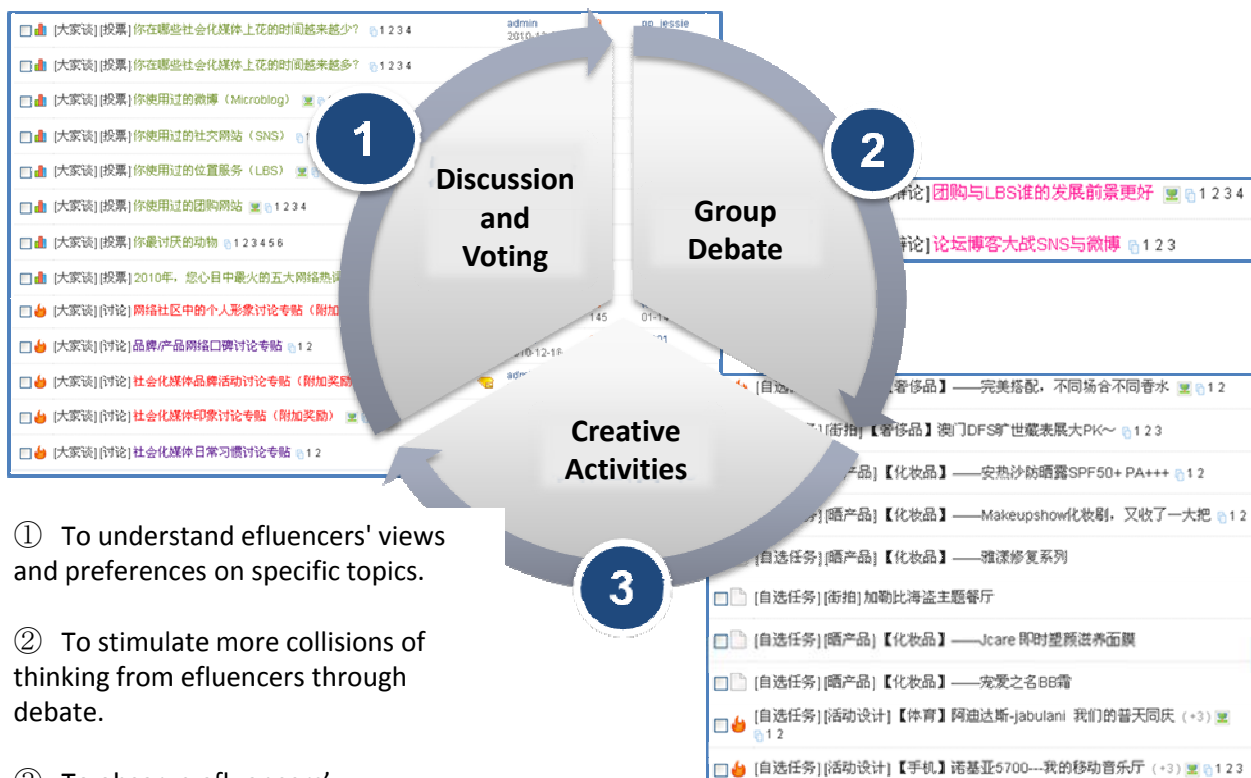 [大家谈][投票]你在哪些社会化媒体上花的时间越来越少? 1 2 3 4
admin
pp_jessie
[大家谈][投票]你在哪些社会化媒体上花的时间越来越多? 1 2 3 4
[大家谈][投票]你使用过的微博(Microblog)
[大家谈][投票]你使用过的社交网站(SNS)
[大家谈][投票]你使用过的位置服务(LBS)
[大家谈][投票]你使用过的团购网站 1 2 3 4
[大家谈][投票]你最讨厌的动物 1 2 3 4 5 6
[大家谈][投票]2010年,您心目中最火的五大网络热词
[大家谈][讨论]网络社区中的个人形象讨论专贴(附加
145
[大家谈][讨论]品牌/产品网络口碑讨论专贴 1 2
[大家谈][讨论]社会化媒体品牌活动讨论专贴(附加奖励
[大家谈][讨论]社会化媒体印象讨论专贴(附加奖励)
[大家谈][讨论]社会化媒体日常习惯讨论专贴 1 2
1
Discussion
and
Voting
2
Group
Debate
3
Creative
Activities
论]团购与LBS谁的发展前景更好 1 2 3 4
论]论坛博客大战SNS与微博 1 2 3
[自选
奢侈品】——完美搭配,不同场合不同香水 1 2
[街拍]【奢侈品】澳门DFS旷世藏表展大PK~ 1 2 3
产品]【化妆品】——安热沙防晒露SPF50+ PA+++ 1 2
[晒产品]【化妆品】——Makeupshow化妆刷,又收了一大把 1 2
[自选任务][晒产品]【化妆品】——雅漾修复系列
[自选任务][街拍]加勒比海盗主题餐厅
[自选任务][晒产品]【化妆品】——Jcare 即时塑颜滋养面膜
[自选任务][晒产品]【化妆品】——宠爱之名BB霜
[自选任务][活动设计]【体育】阿迪达斯-jabulani 我们的普天同庆 (+3)
1 2
[自选任务][活动设计]【手机】诺基亚5700---我的移动音乐厅 (+3) 1 2 3
① To understand efluencers' views
and preferences on specific topics.
② To stimulate more collisions of
thinking from efluencers through
debate.